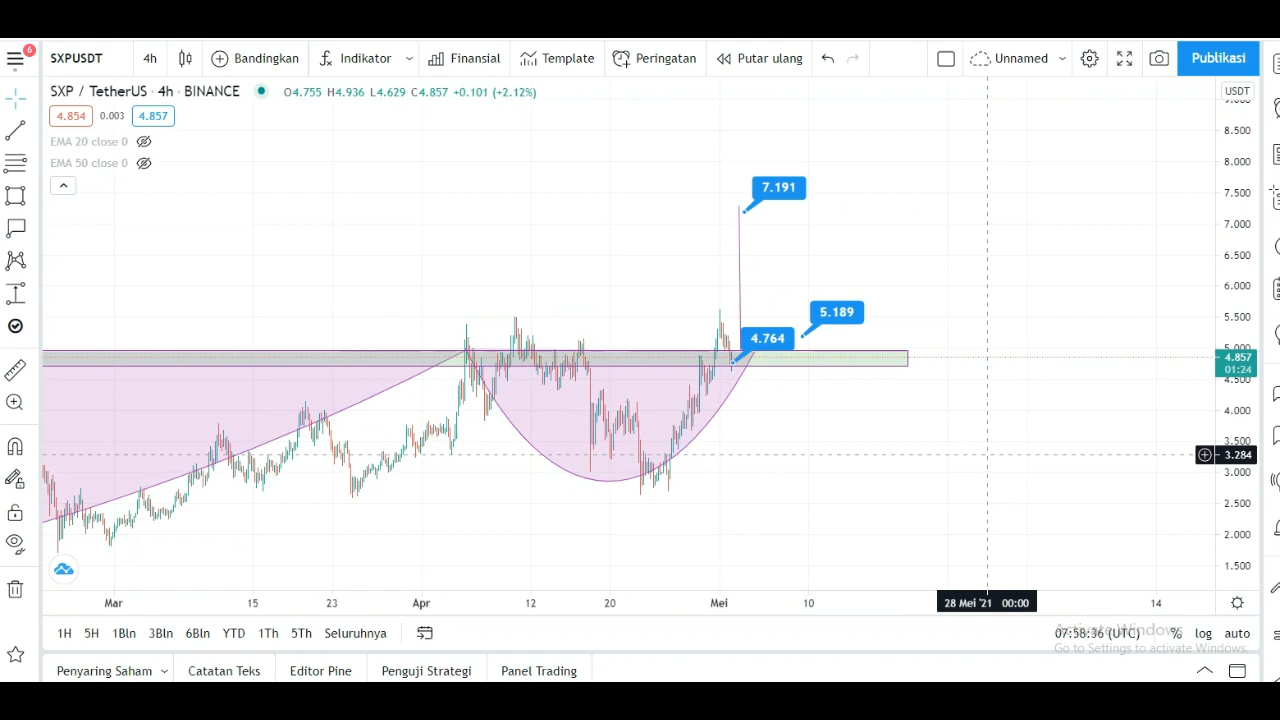 6
SXPUSDT 4h Bandingkan Indikator Finansial Template Peringatan Putar ulang Unnamed Publikasi
SXP / TetherUS · 4h · BINANCE O4.755 H4.936 L4.629 C4.857 +0.101 (+2.12%) USDT
4.854 0.003 4.857
EMA 20 close 0
EMA 50 close 0
9.000
8.500
8.000
7.500
7.000
6.500
6.000
5.500
5.000
4.857
01:24
4.500
4.000
3.500
3.284
3.000
2.500
2.000
1.500
7.191
5.189
4.764
Mar 15 23 Apr 12 20 Mei 10 28 Mei '21 00:00 14
1H 5H 1Bln 3Bln 6Bln YTD 1Th 5Th Seluruhnya 07:58:36 (UTC) % log auto
Activate Windows
Go to Settings to activate Windows.
Penyaring Saham Catatan Teks Editor Pine Penguji Strategi Panel Trading